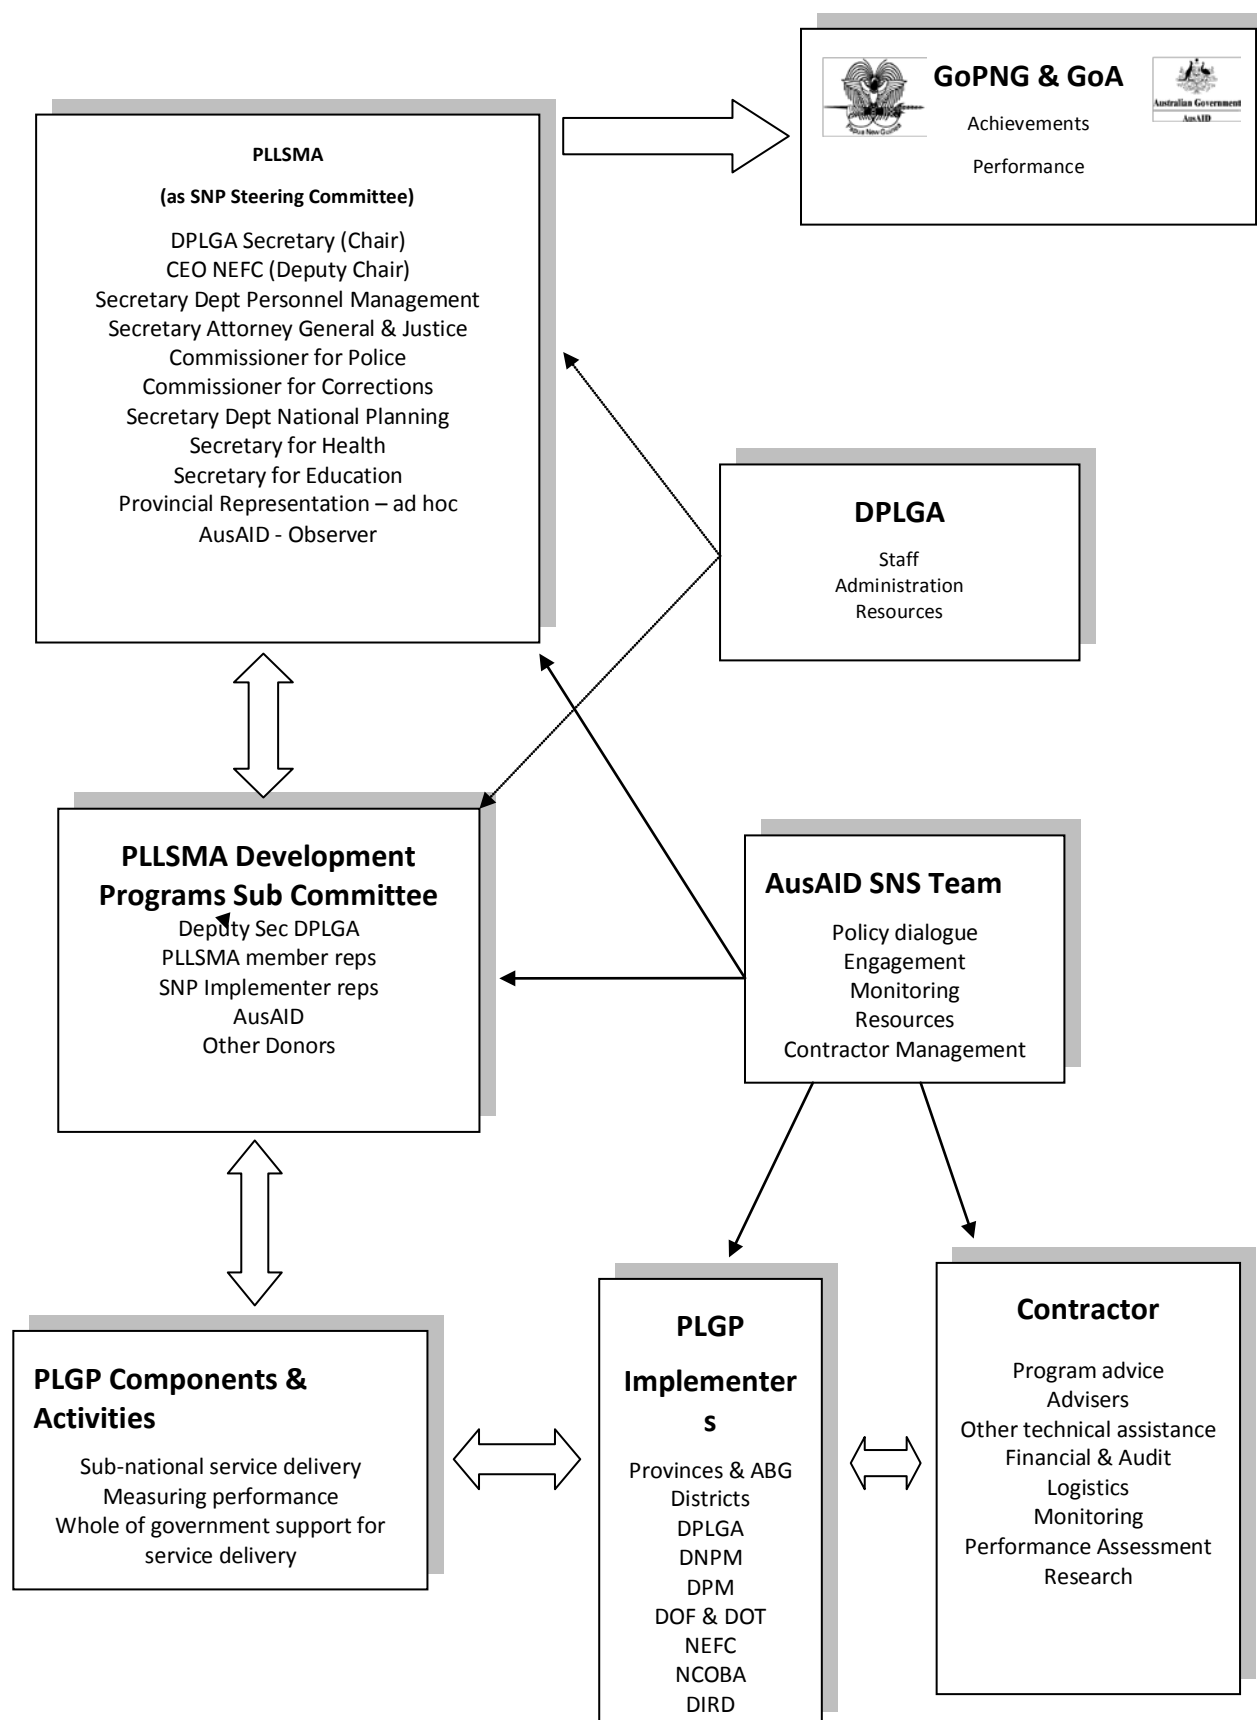 GoPNG & GoA
Papua New Guinea
Australian Government
AusAID
Achievements
Performance
PLLSMA
(as SNP Steering Committee)
DPLGA Secretary (Chair)
CEO NEFC (Deputy Chair)
Secretary Dept Personnel Management
Secretary Attorney General & Justice
Commissioner for Police
Commissioner for Corrections
Secretary Dept National Planning
Secretary for Health
Secretary for Education
Provincial Representation – ad hoc
AusAID - Observer
DPLGA
Staff
Administration
Resources
PLLSMA Development
Programs Sub Committee
Deputy Sec DPLGA
PLLSMA member reps
SNP Implementer reps
AusAID
Other Donors
AusAID SNS Team
Policy dialogue
Engagement
Monitoring
Resources
Contractor Management
PLGP Components &
Activities
Sub-national service delivery
Measuring performance
Whole of government support for
service delivery
PLGP
Implementer
s
Provinces & ABG
Districts
DPLGA
DNPM
DPM
DOF & DOT
NEFC
NCOBA
DIRD
Contractor
Program advice
Advisers
Other technical assistance
Financial & Audit
Logistics
Monitoring
Performance Assessment
Research